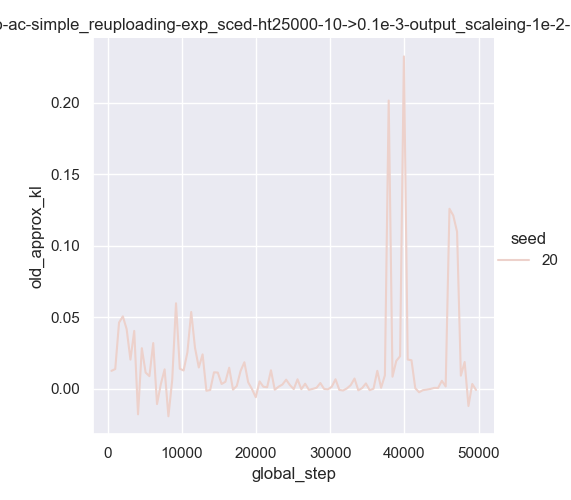 o-ac-simple_reuploading-exp_sced-ht25000-10->0.1e-3-output_scaleing-1e-2-
0.20
0.15
0.10
0.05
0.00
old_approx_kl
0 10000 20000 30000 40000 50000
global_step
seed
20